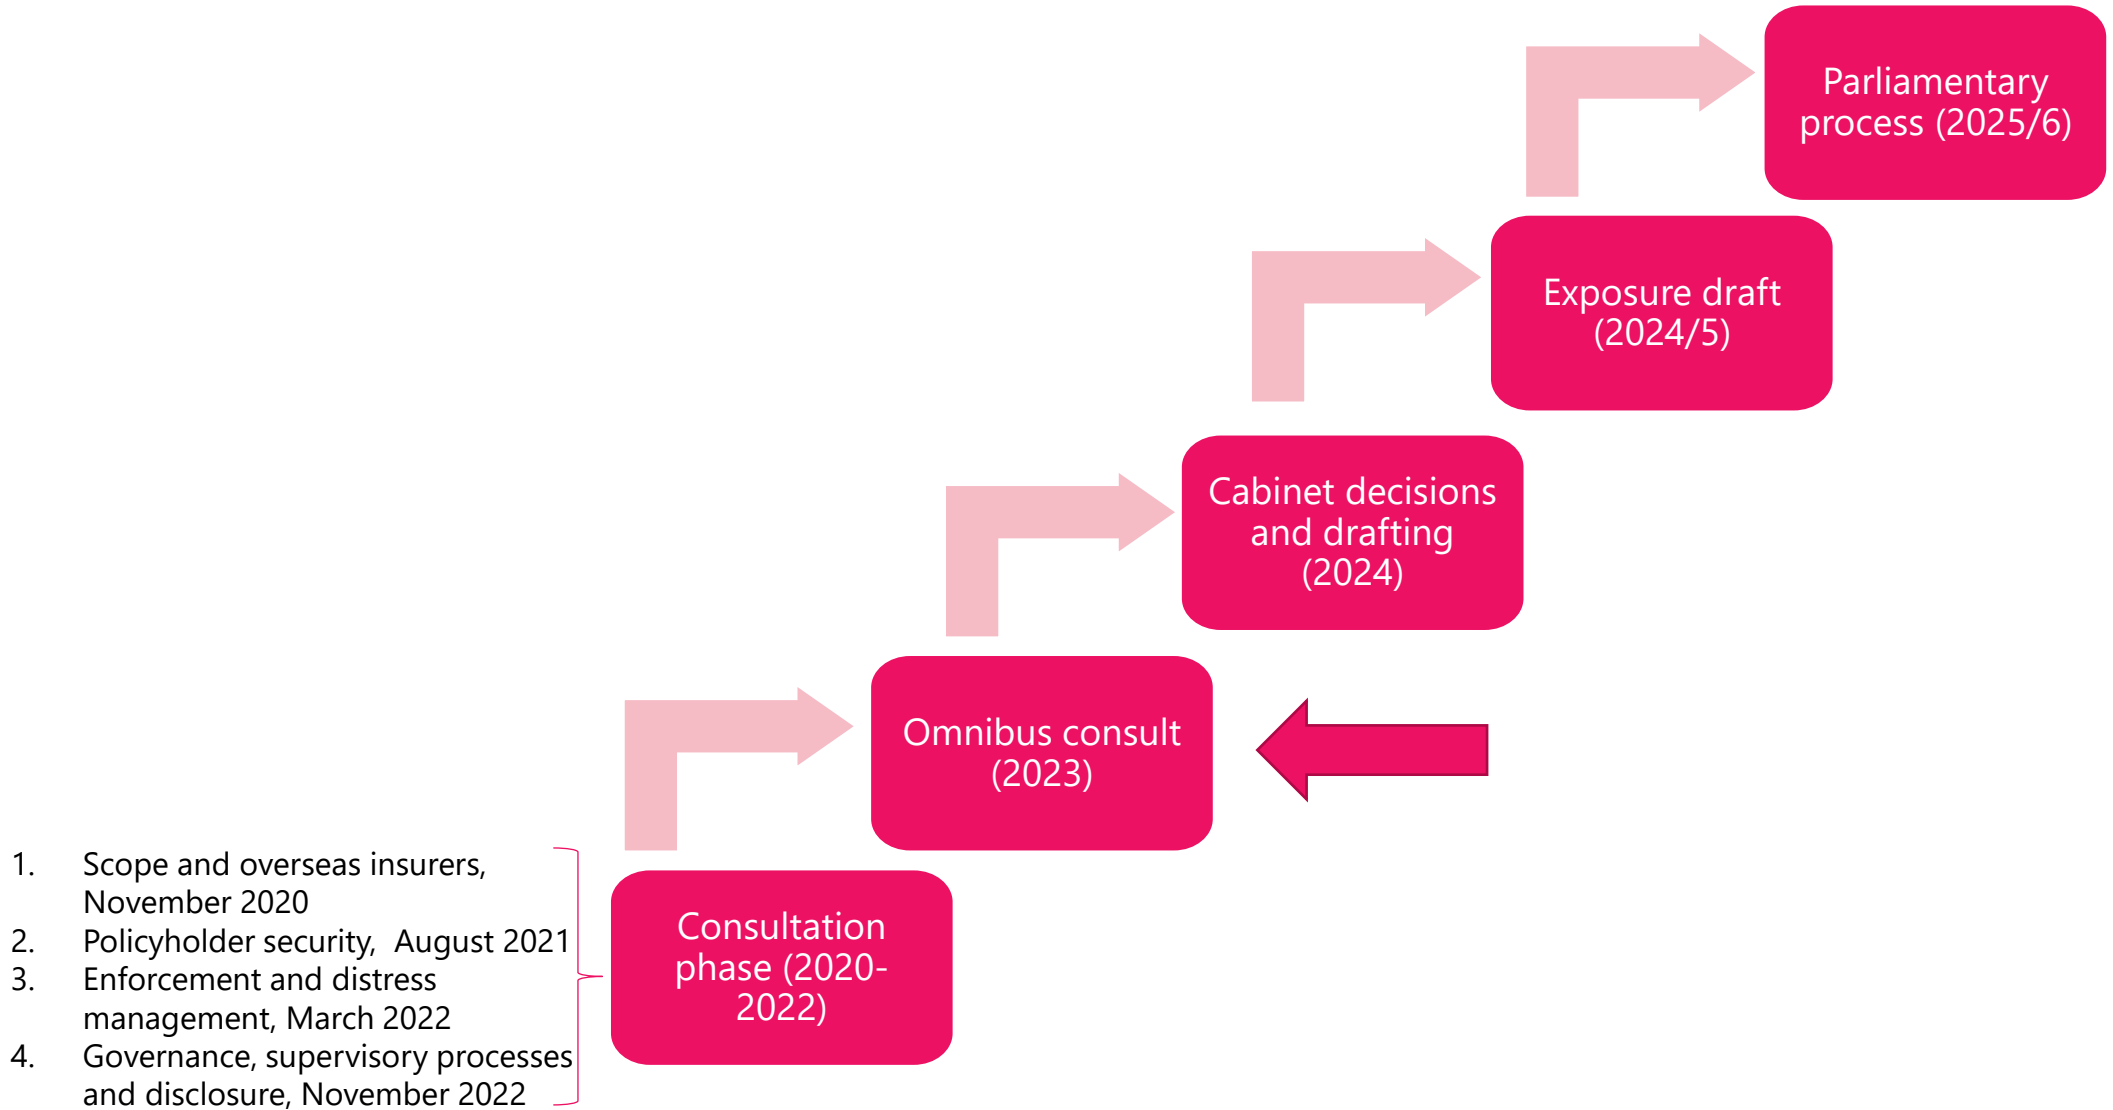 Parliamentary
process (2025/6)
Exposure draft
(2024/5)
Cabinet decisions
and drafting
(2024)
Omnibus consult
(2023)
Consultation
phase (2020-
2022)
1. Scope and overseas insurers,
November 2020
2. Policyholder security, August 2021
3. Enforcement and distress
management, March 2022
4. Governance, supervisory processes
and disclosure, November 2022